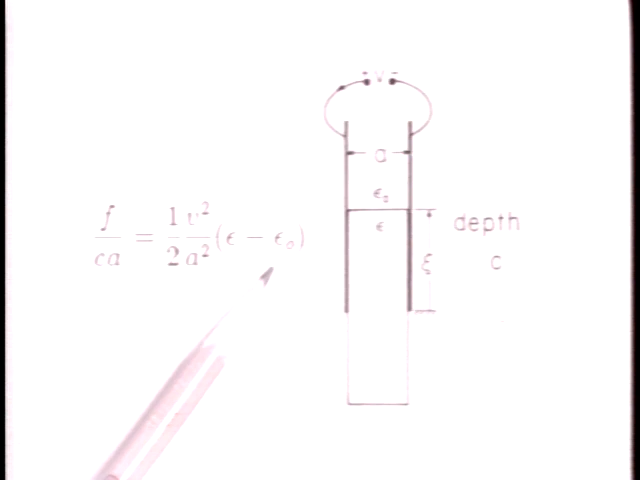 + v -
a
ε₀
ε
depth
ξ
c
f/ca = 1/2 v²/a² (ε − ε₀)